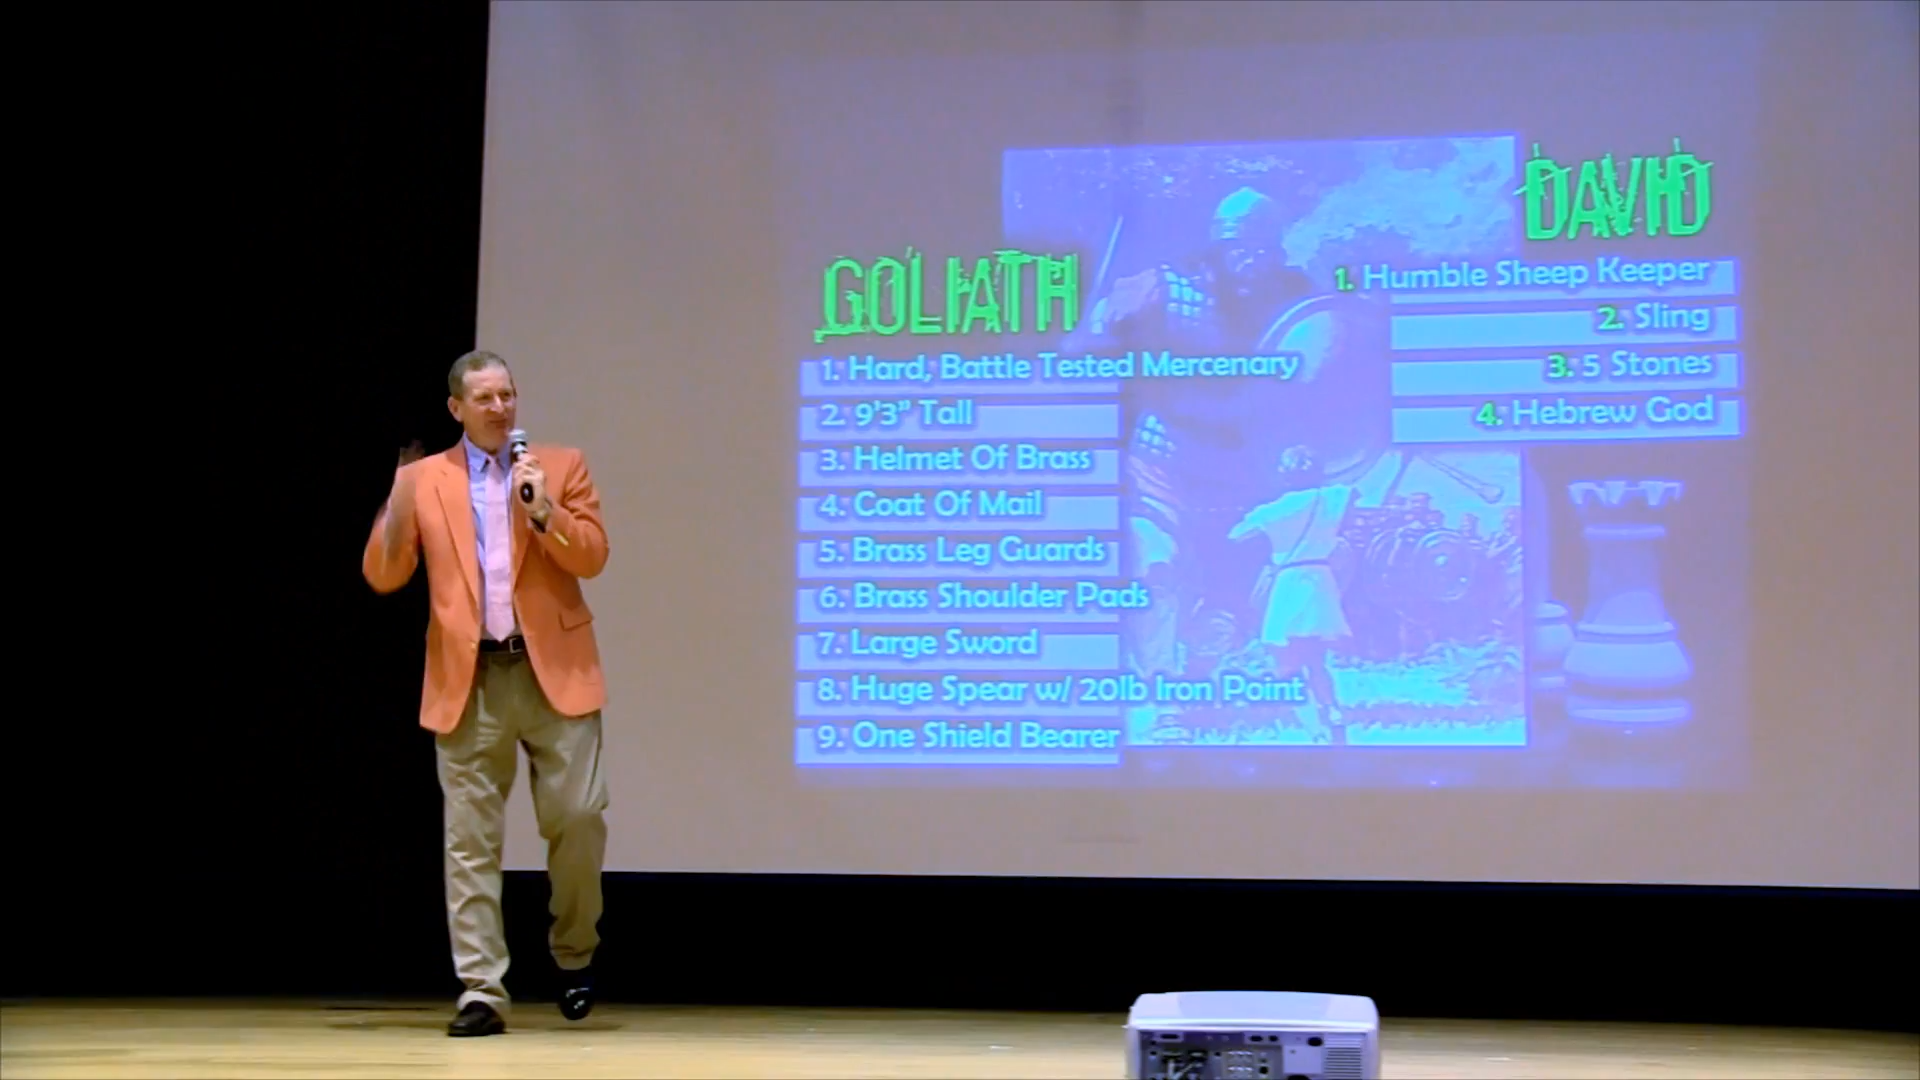 GOLIATH
1. Hard, Battle Tested Mercenary
2. 9'3" Tall
3. Helmet Of Brass
4. Coat Of Mail
5. Brass Leg Guards
6. Brass Shoulder Pads
7. Large Sword
8. Huge Spear w/ 20lb Iron Point
9. One Shield Bearer
DAVID
1. Humble Sheep Keeper
2. Sling
3. 5 Stones
4. Hebrew God